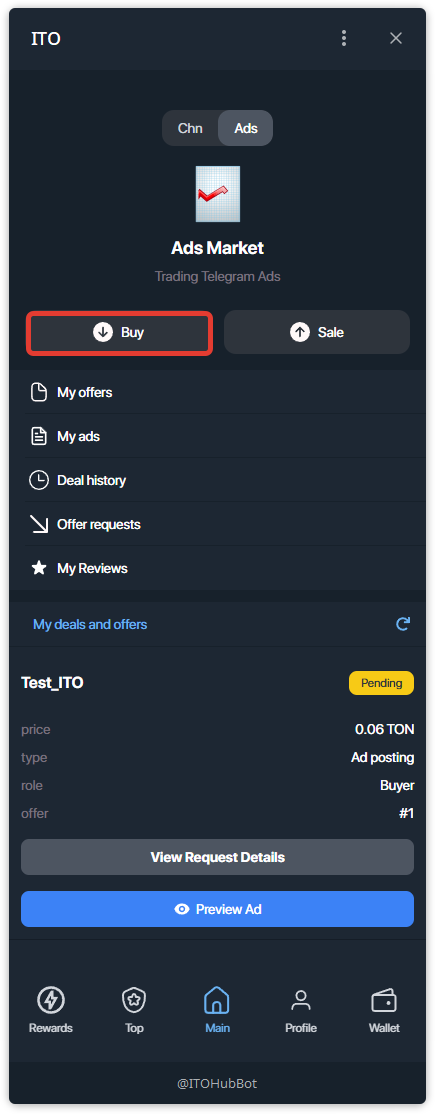 ITO
Chn Ads
Ads Market
Trading Telegram Ads
Buy Sale
My offers
My ads
Deal history
Offer requests
My Reviews
My deals and offers
Test_ITO Pending
price 0.06 TON
type Ad posting
role Buyer
offer #1
View Request Details
Preview Ad
Rewards Top Main Profile Wallet
@ITOHubBot